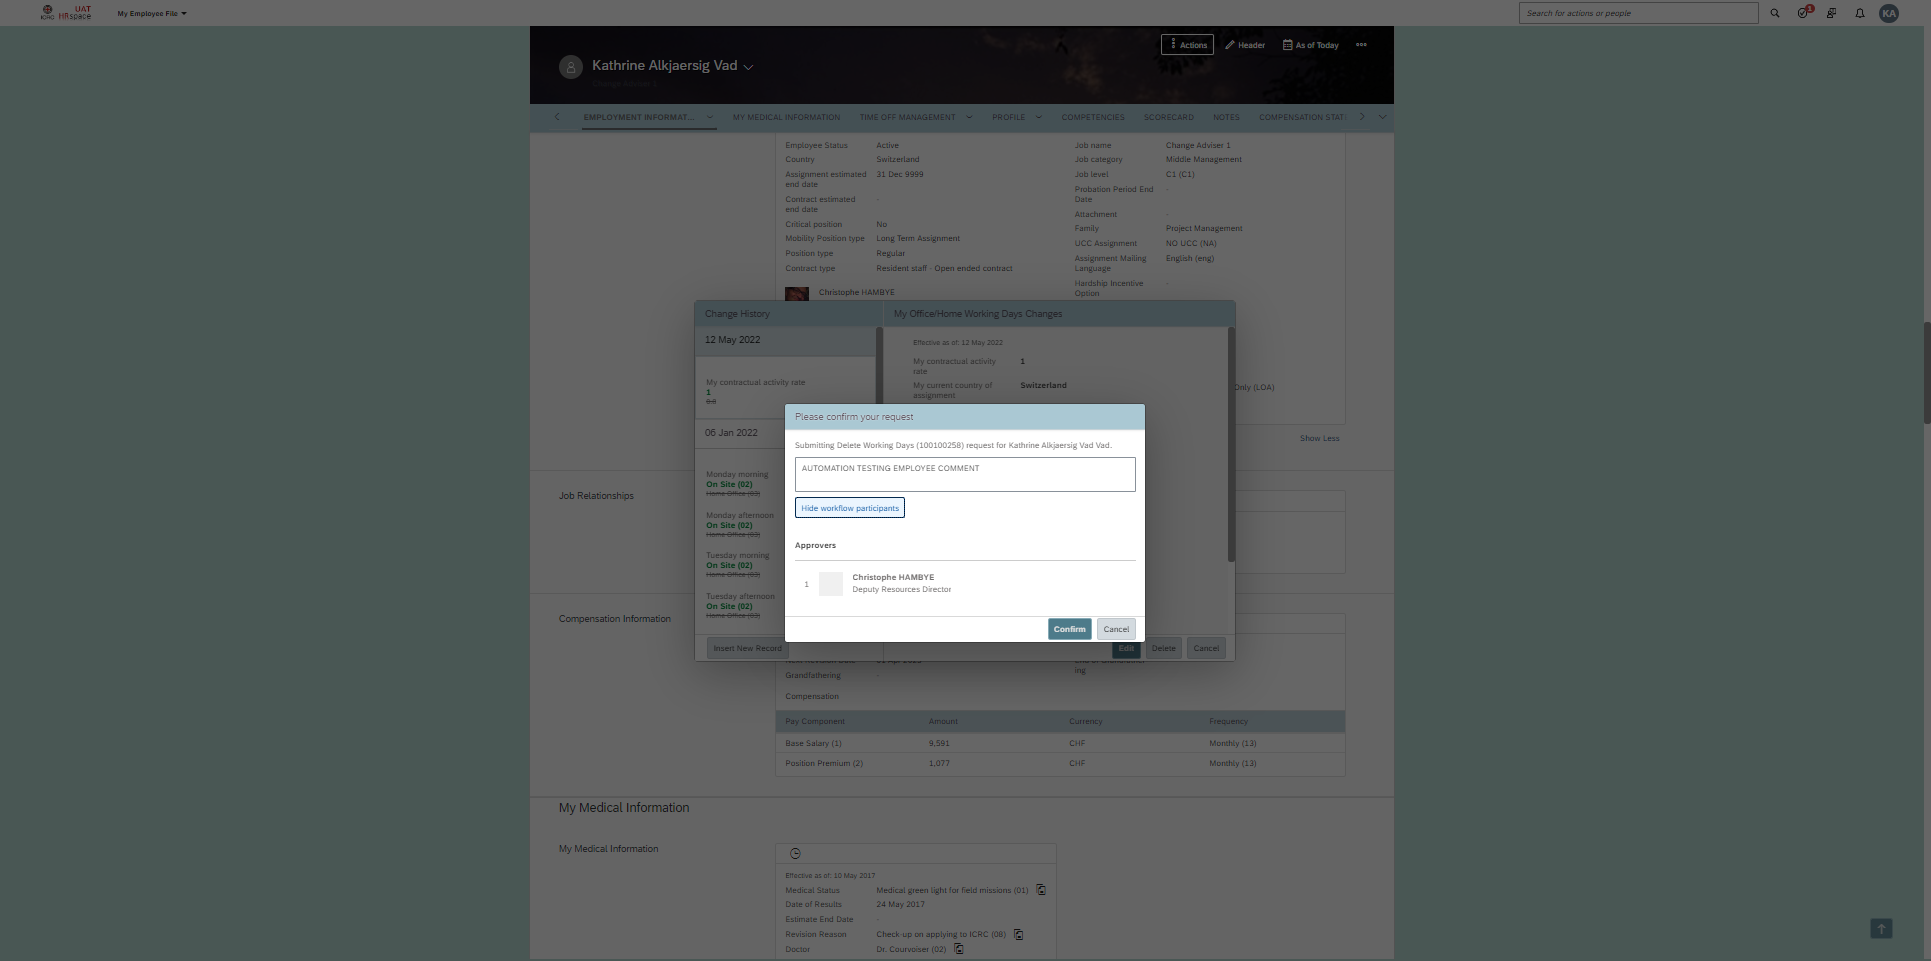 ICRC UAT HRspace My Employee File Search for actions or people 1 KA
Actions Header As of Today
Kathrine Alkjaersig Vad
Change Adviser 1
EMPLOYMENT INFORMAT... MY MEDICAL INFORMATION TIME OFF MANAGEMENT PROFILE COMPETENCIES SCORECARD NOTES COMPENSATION STAT
Employee Status Active
Country Switzerland
Assignment estimated end date 31 Dec 9999
Contract estimated end date -
Critical position No
Mobility Position type Long Term Assignment
Position type Regular
Contract type Resident staff - Open ended contract
Christophe HAMBYE
Job name Change Adviser 1
Job category Middle Management
Job level C1 (C1)
Probation Period End Date -
Attachment -
Family Project Management
UCC Assignment NO UCC (NA)
Assignment Mailing Language English (eng)
Hardship Incentive Option -
Only (LOA)
Show Less
Change History
12 May 2022
My contractual activity rate
1
0.8
06 Jan 2022
Monday morning
On Site (02)
Home Office (03)
Monday afternoon
On Site (02)
Home Office (03)
Tuesday morning
On Site (02)
Home Office (03)
Tuesday afternoon
On Site (02)
Home Office (03)
Insert New Record
My Office/Home Working Days Changes
Effective as of: 12 May 2022
My contractual activity rate 1
My current country of assignment Switzerland
Edit Delete Cancel
Please confirm your request
Submitting Delete Working Days (100100258) request for Kathrine Alkjaersig Vad Vad.
AUTOMATION TESTING EMPLOYEE COMMENT
Hide workflow participants
Approvers
1 Christophe HAMBYE
Deputy Resources Director
Confirm Cancel
Job Relationships
Compensation Information
ing
Grandfathering -
Compensation
Pay Component Amount Currency Frequency
Base Salary (1) 9,591 CHF Monthly (13)
Position Premium (2) 1,077 CHF Monthly (13)
My Medical Information
My Medical Information
Effective as of: 10 May 2017
Medical Status Medical green light for field missions (01)
Date of Results 24 May 2017
Estimate End Date -
Revision Reason Check-up on applying to ICRC (08)
Doctor Dr. Courvoiser (02)